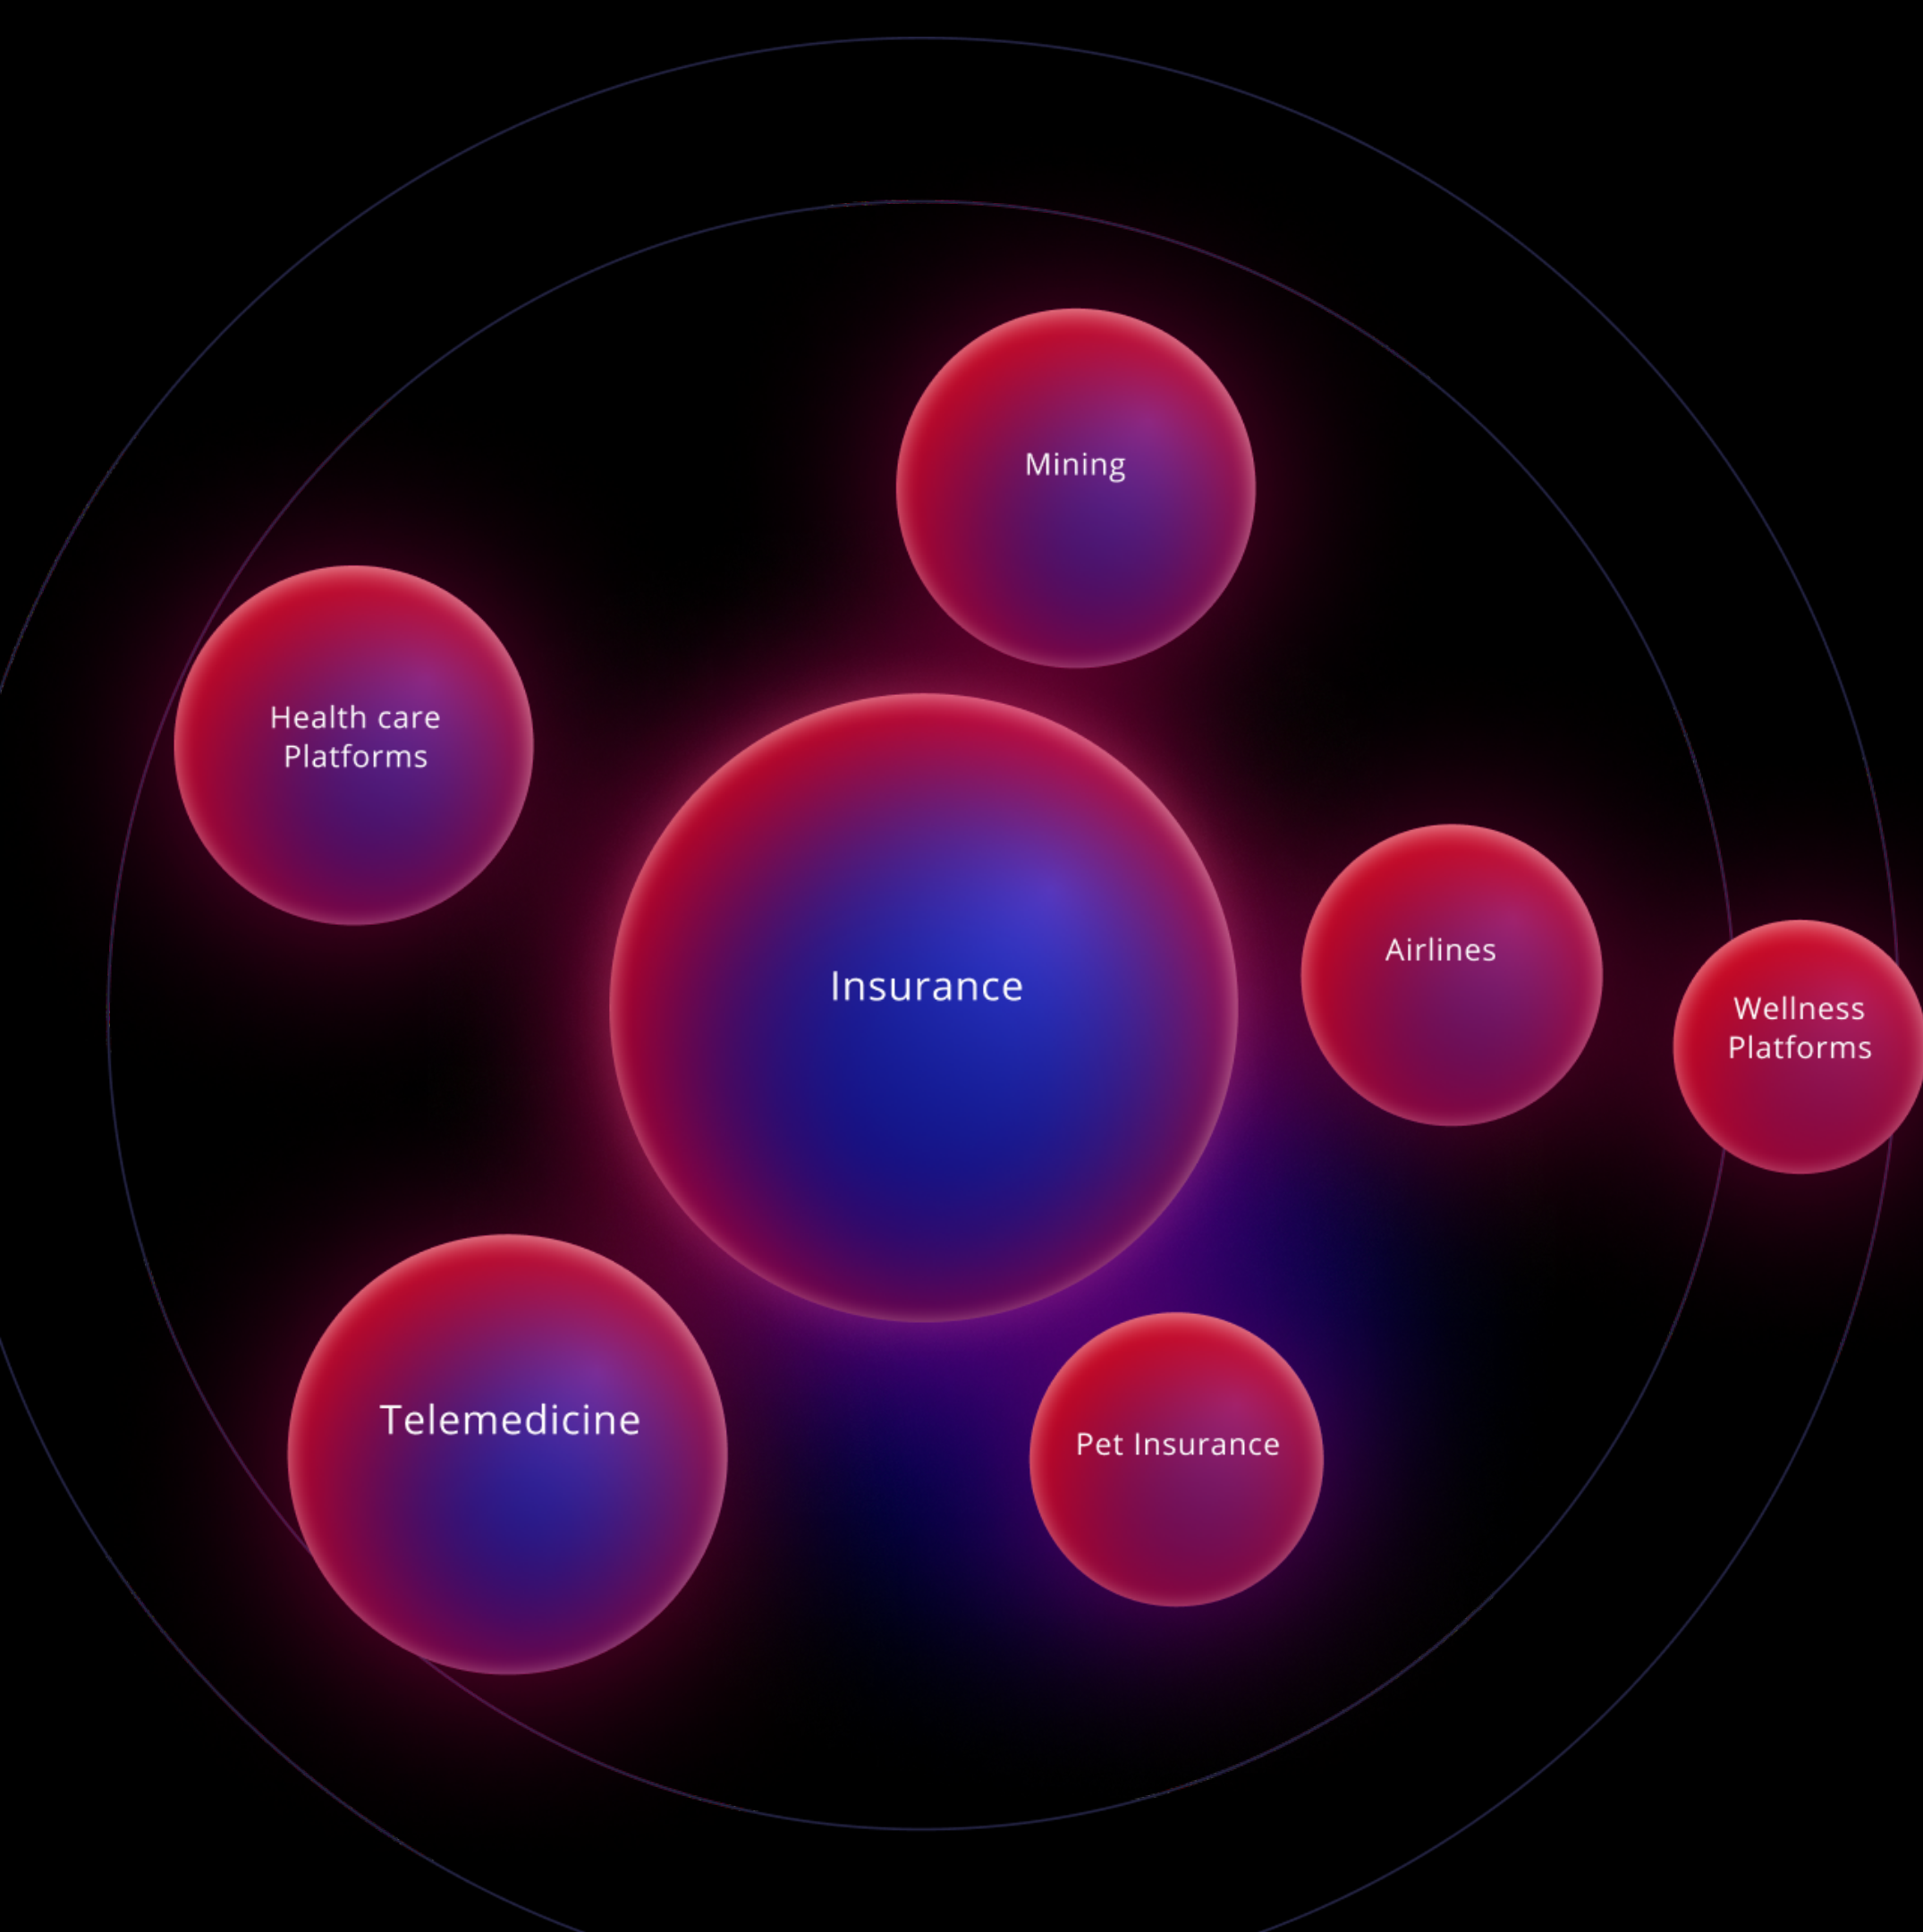 Mining
Health care
Platforms
Insurance
Airlines
Wellness
Platforms
Telemedicine
Pet Insurance